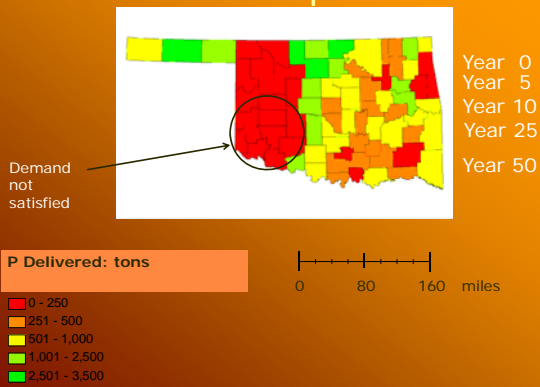 Year 0
Year 5
Year 10
Year 25
Year 50
Demand
not
satisfied
P Delivered: tons
0 - 250
251 - 500
501 - 1,000
1,001 - 2,500
2,501 - 3,500
0 80 160 miles